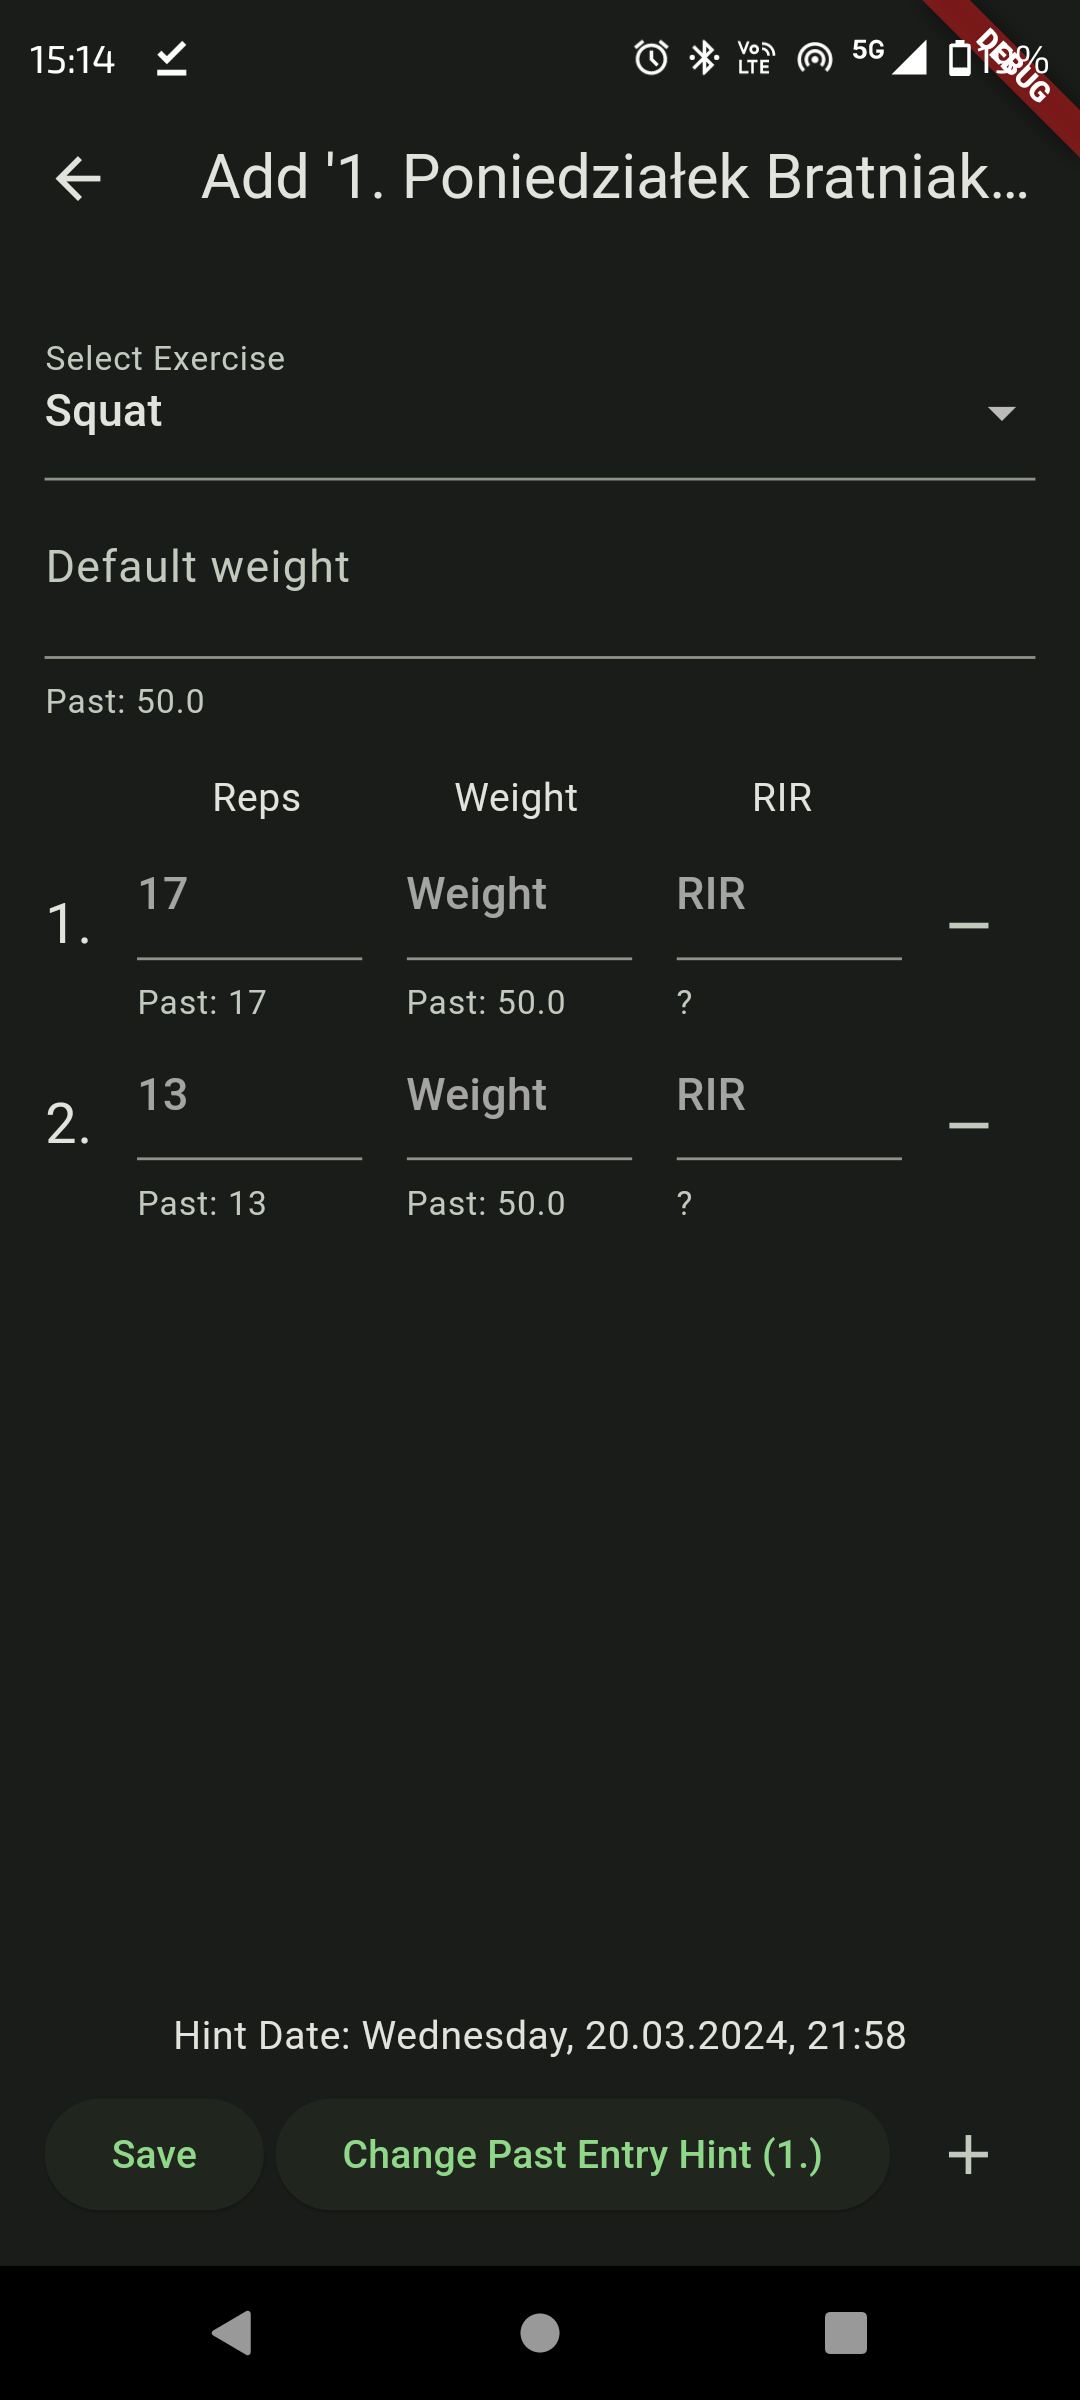 15:14
Vo LTE 5G
DEBUG
Add '1. Poniedziałek Bratniak...
Select Exercise
Squat
Default weight
Past: 50.0
Reps Weight RIR
1. 17 Weight RIR
Past: 17 Past: 50.0 ?
2. 13 Weight RIR
Past: 13 Past: 50.0 ?
Hint Date: Wednesday, 20.03.2024, 21:58
Save Change Past Entry Hint (1.)